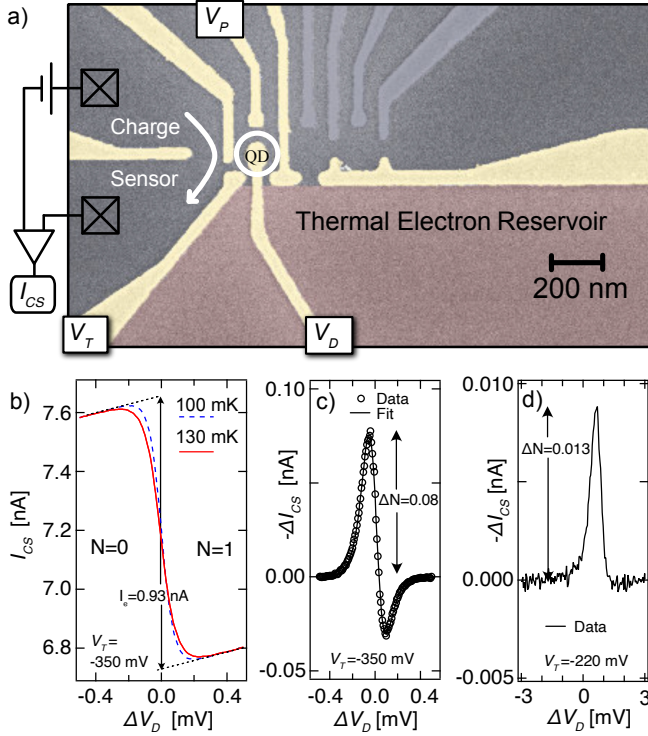 a)
V_P
Charge
Sensor
QD
Thermal Electron Reservoir
200 nm
I_CS
V_T
V_D
b)
7.6
7.2
7.0
6.8
I_CS [nA]
100 mK
130 mK
N=0
N=1
I_e=0.93 nA
V_T=
-350 mV
-0.4
0.0
0.4
ΔV_D [mV]
c)
0.10
0.00
-0.05
-ΔI_CS [nA]
Data
Fit
ΔN=0.08
V_T=-350 mV
-0.4
0.0
0.4
ΔV_D [mV]
d)
0.010
0.005
0.000
-0.005
-ΔI_CS [nA]
ΔN=0.013
Data
V_T=-220 mV
-3
0
3
ΔV_D [mV]